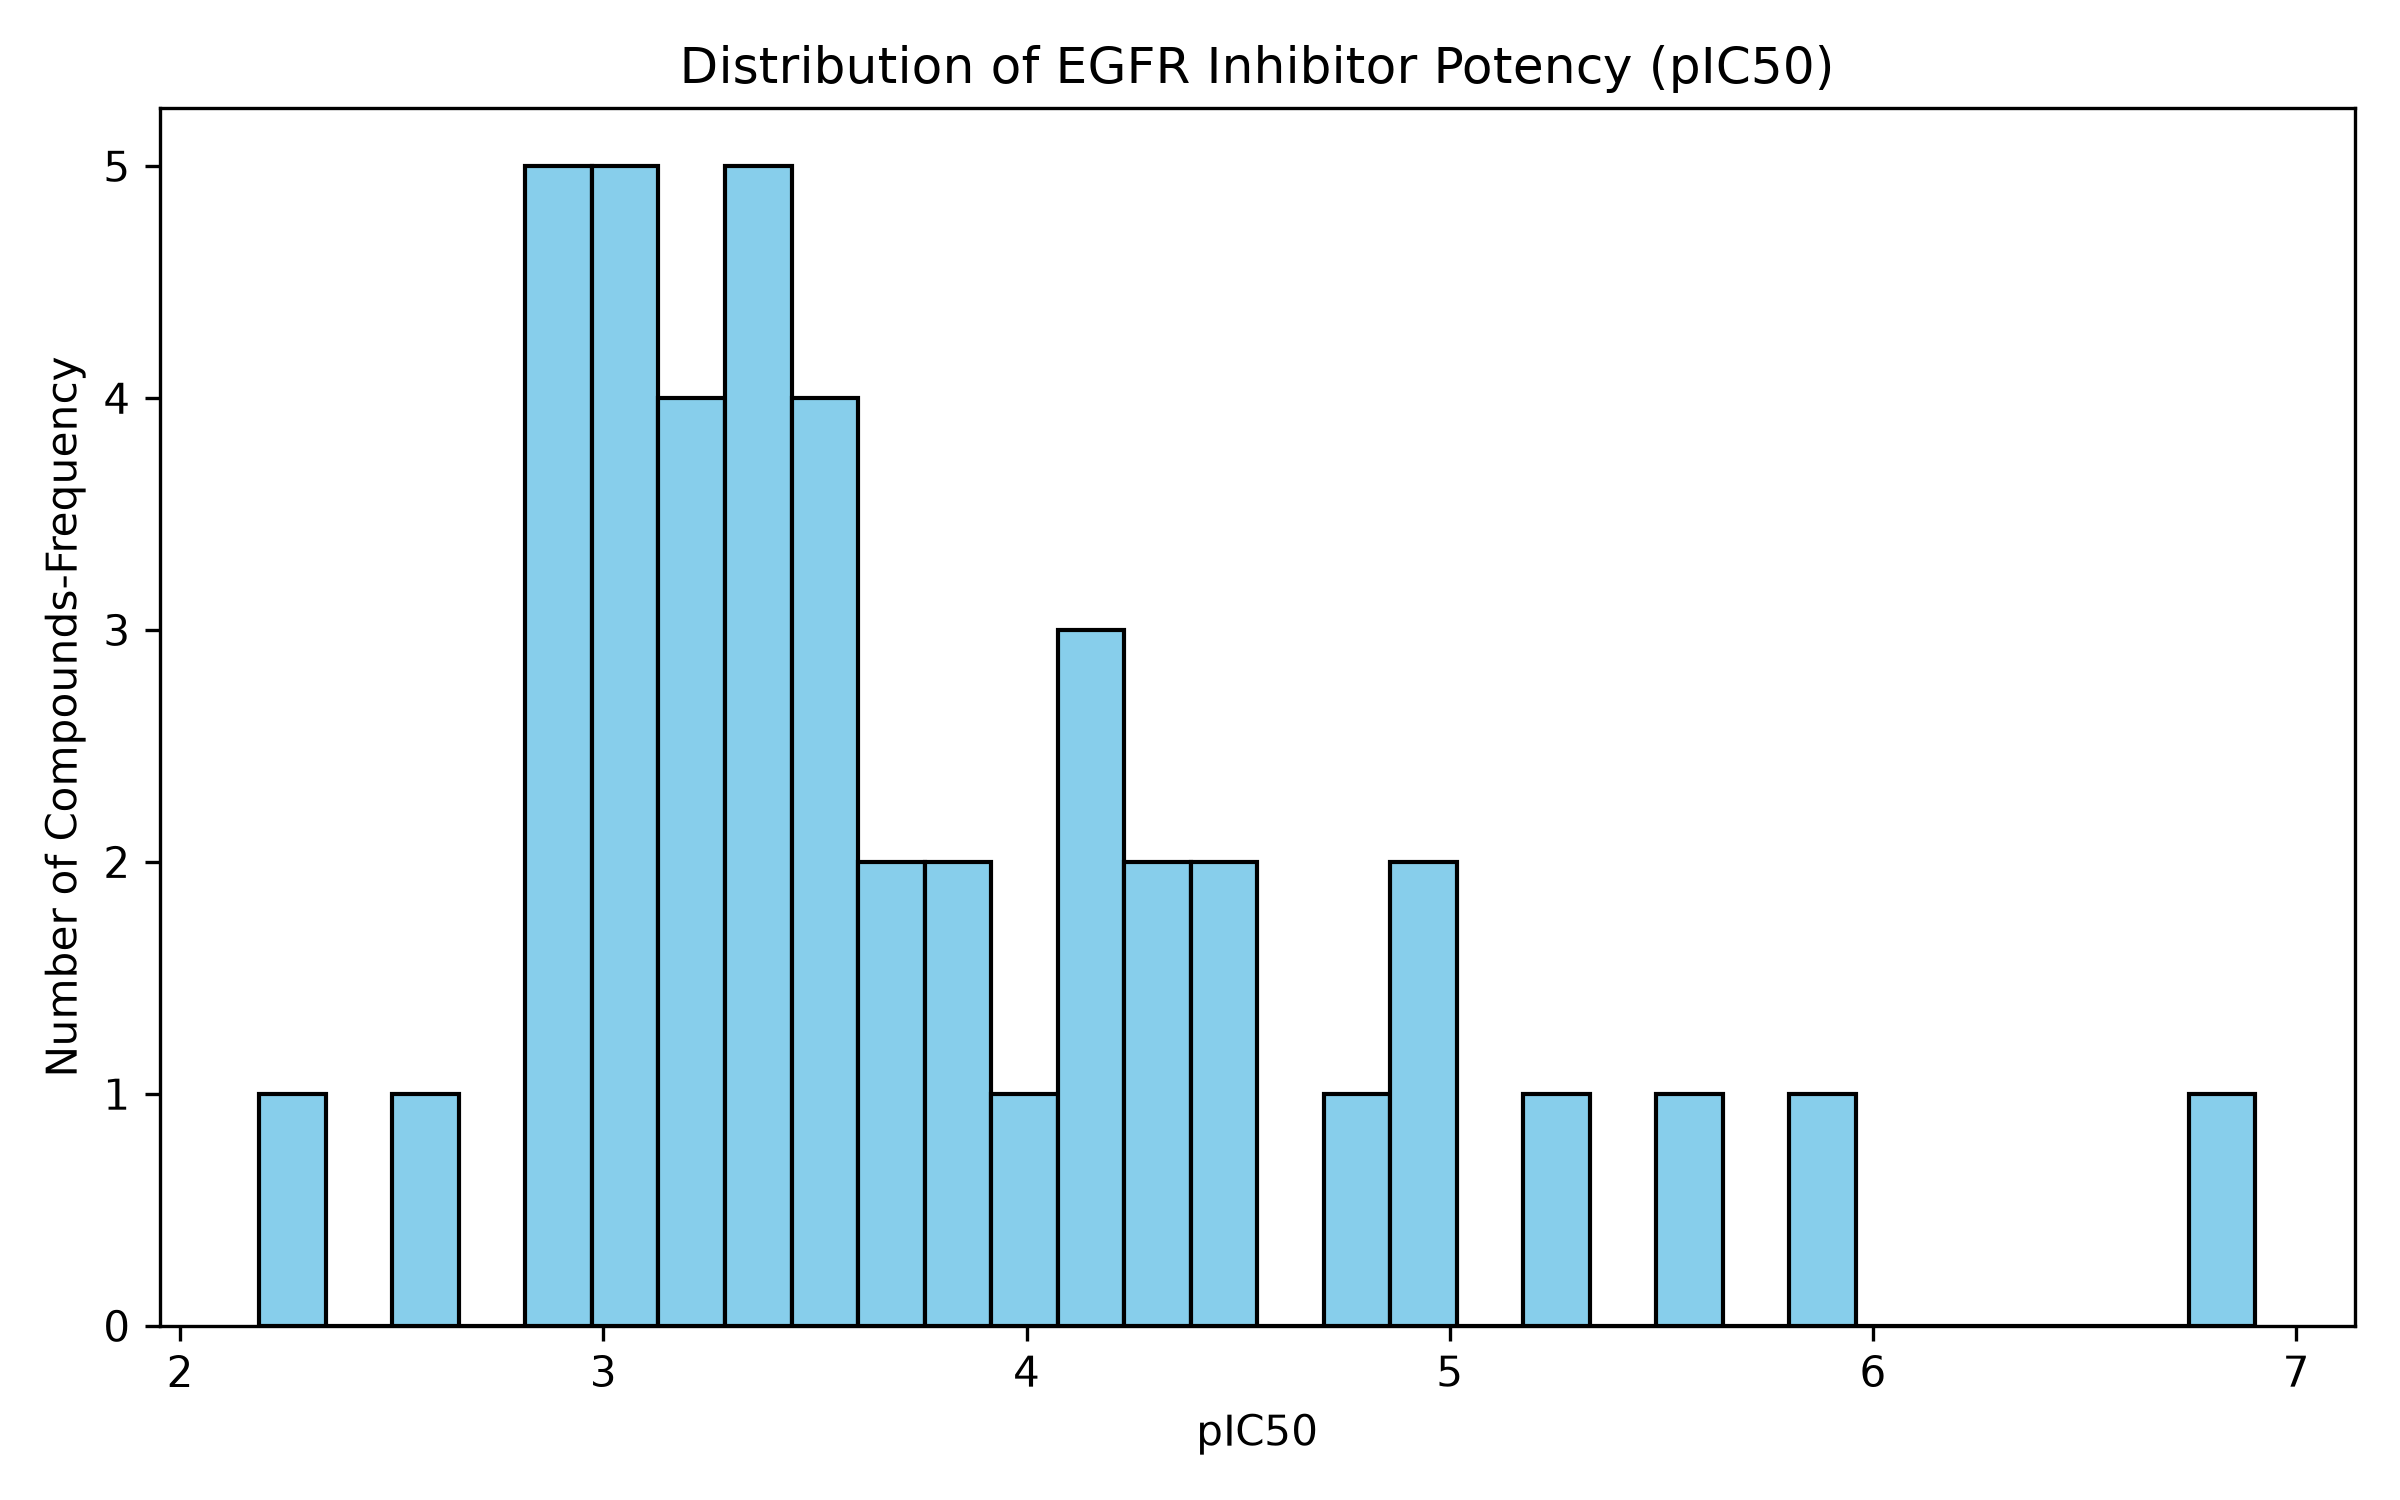 Distribution of EGFR Inhibitor Potency (pIC50)
Number of Compounds-Frequency
5
4
3
2
1
0
2 3 4 5 6 7
pIC50